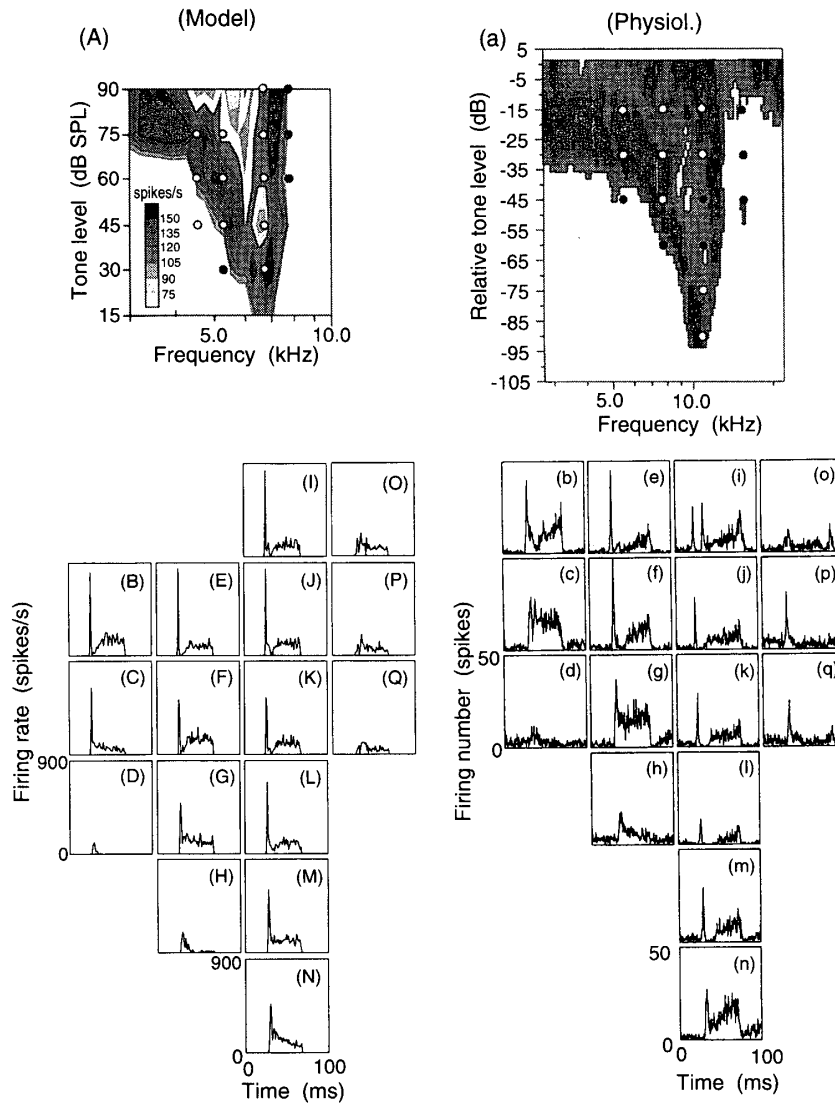 (Model)
(A)
90
75
60
45
30
15
Tone level (dB SPL)
spikes/s
150
135
120
105
90
75
5.0
10.0
Frequency (kHz)
(Physiol.)
(a)
5
-5
-15
-25
-35
-45
-55
-65
-75
-85
-95
-105
Relative tone level (dB)
5.0
10.0
Frequency (kHz)
(I)
(O)
(B)
(E)
(J)
(P)
(C)
(F)
(K)
(Q)
900
(D)
(G)
(L)
0
(H)
(M)
900
(N)
0
0
100
Time (ms)
Firing rate (spikes/s)
(b)
(e)
(i)
(o)
(c)
(f)
(j)
(p)
50
(d)
(g)
(k)
(q)
0
(h)
(l)
(m)
50
(n)
0
0
100
Time (ms)
Firing number (spikes)